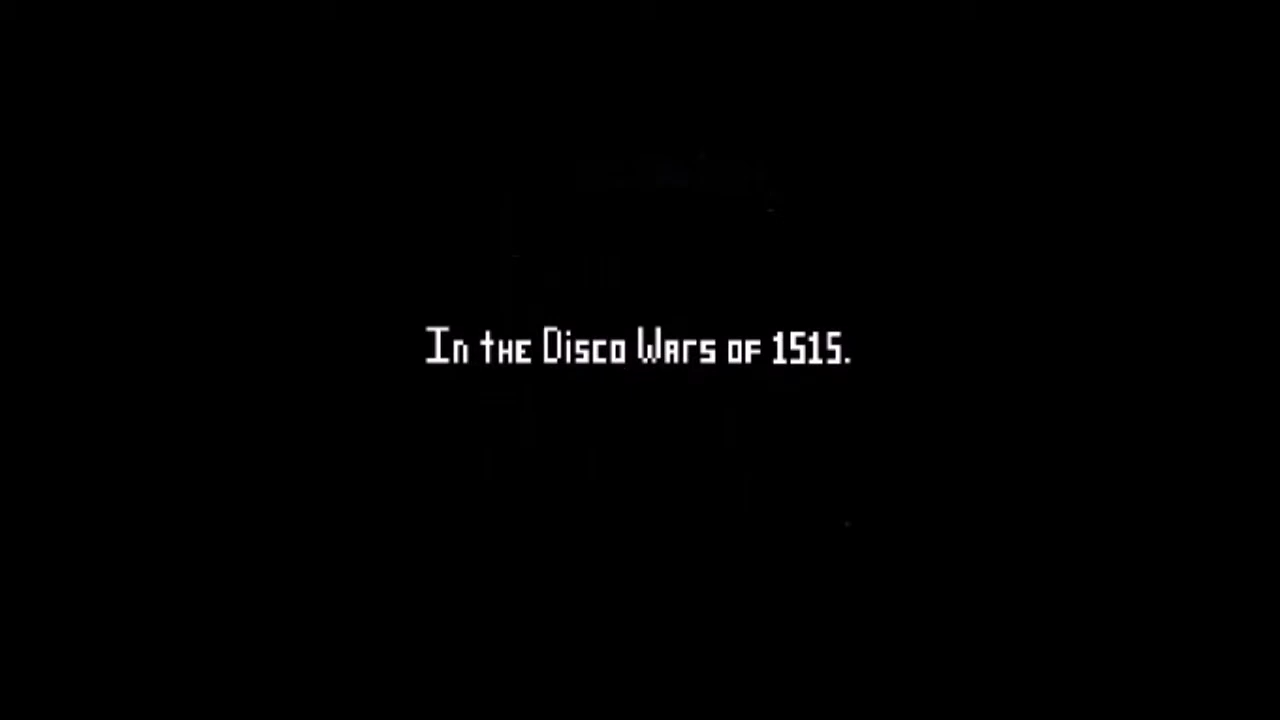 In the Disco Wars of 1515.